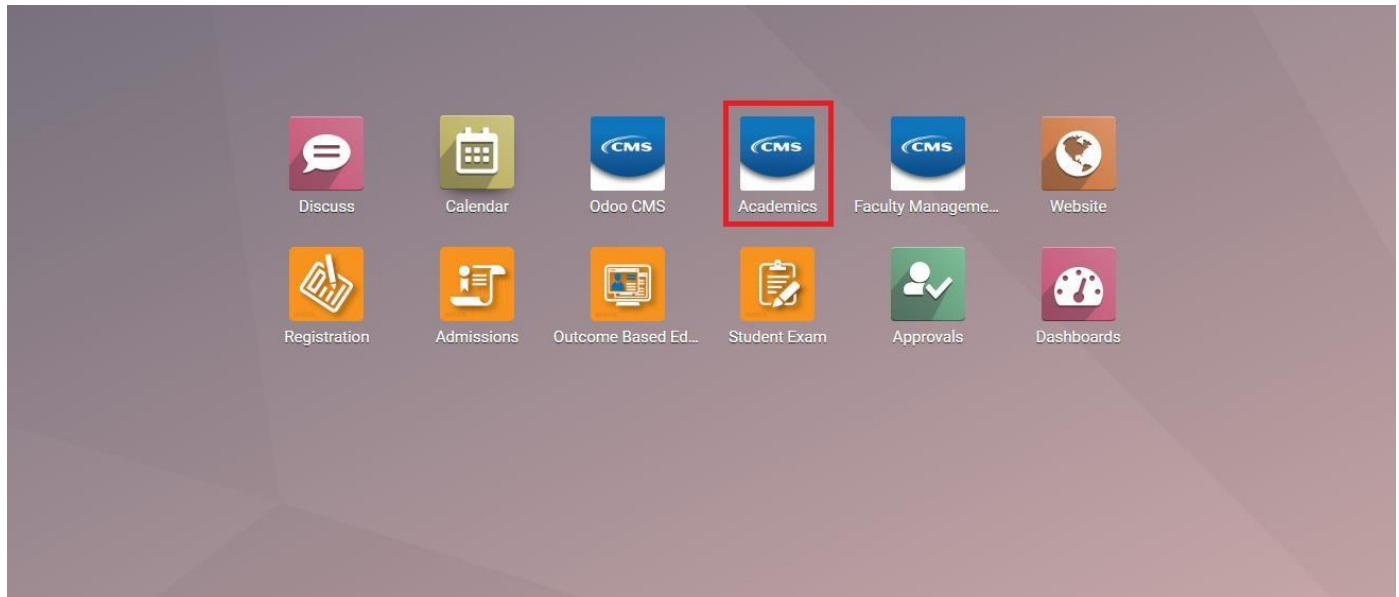 CMS
CMS
CMS
Discuss
Calendar
Odoo CMS
Academics
Faculty Manageme...
Website
Registration
Admissions
Outcome Based Ed...
Student Exam
Approvals
Dashboards